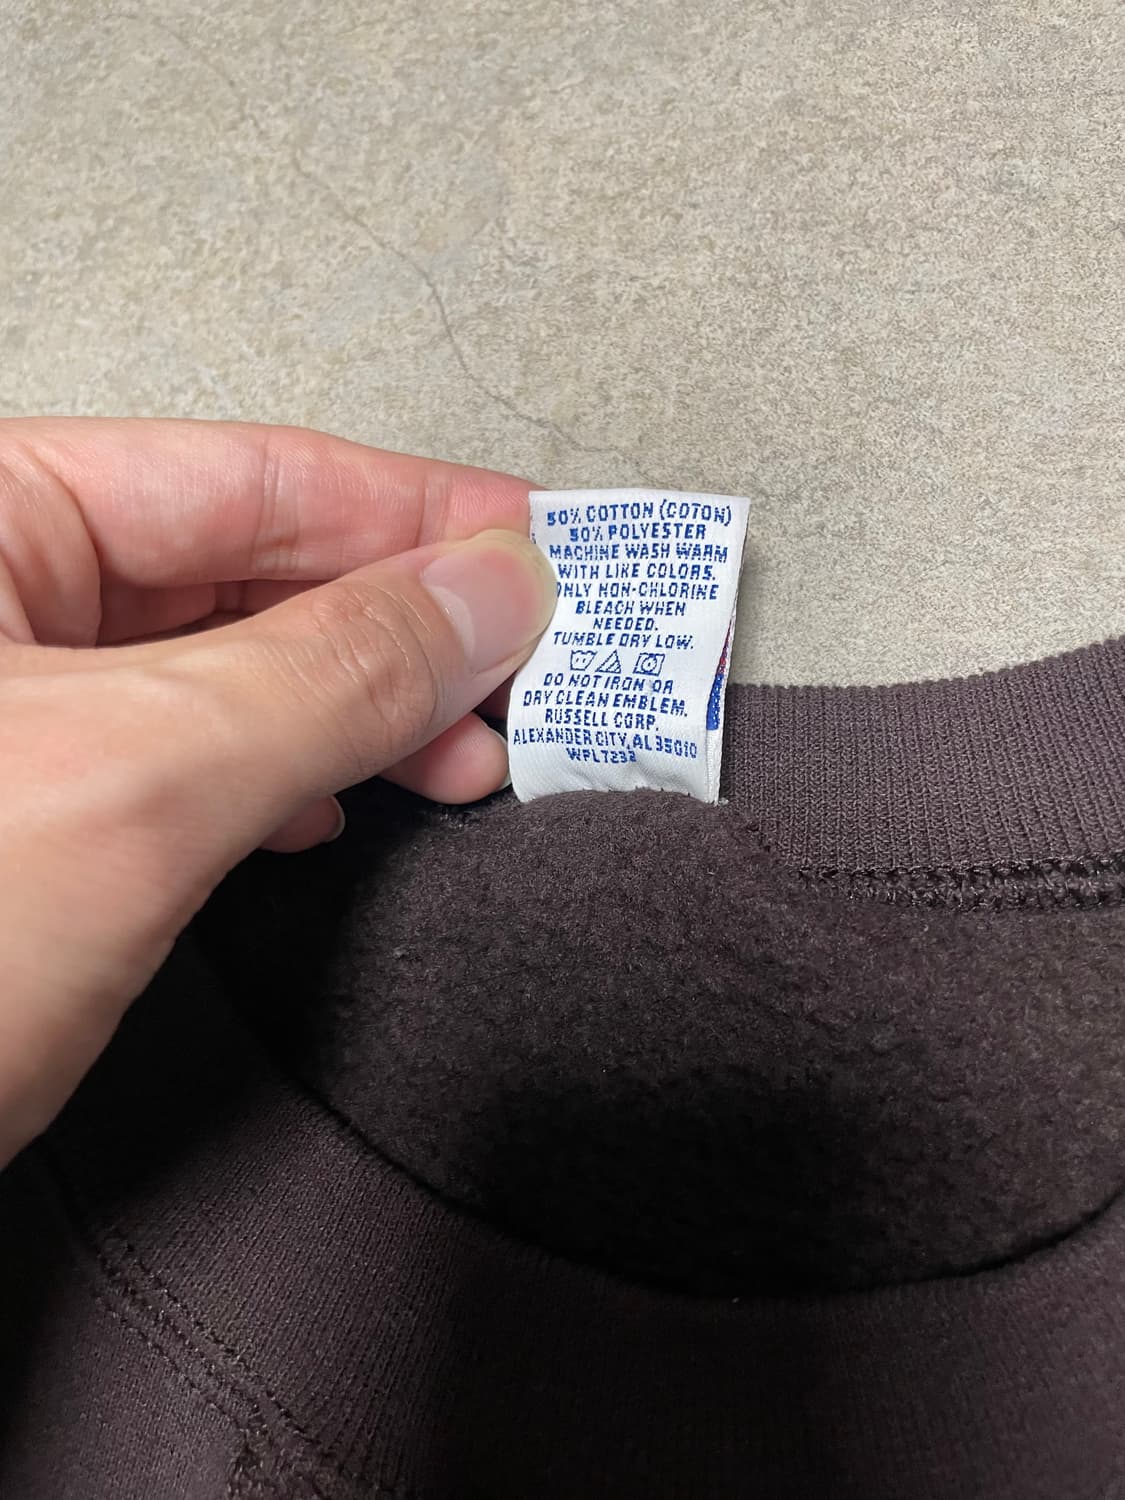 50% COTTON (COTON)
50% POLYESTER
MACHINE WASH WARM
WITH LIKE COLORS.
ONLY NON-CHLORINE
BLEACH WHEN
NEEDED.
TUMBLE DRY LOW.
DO NOT IRON OR
DRY CLEAN EMBLEM.
RUSSELL CORP.
ALEXANDER CITY, AL 35010
WPL7232